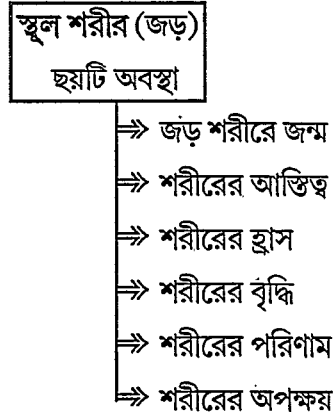 স্থূল শরীর (জড়)
ছয়টি অবস্থা
জড় শরীরে জন্ম
শরীরের আস্তিত্ব
শরীরের হ্রাস
শরীরের বৃদ্ধি
শরীরের পরিণাম
শরীরের অপক্ষয়